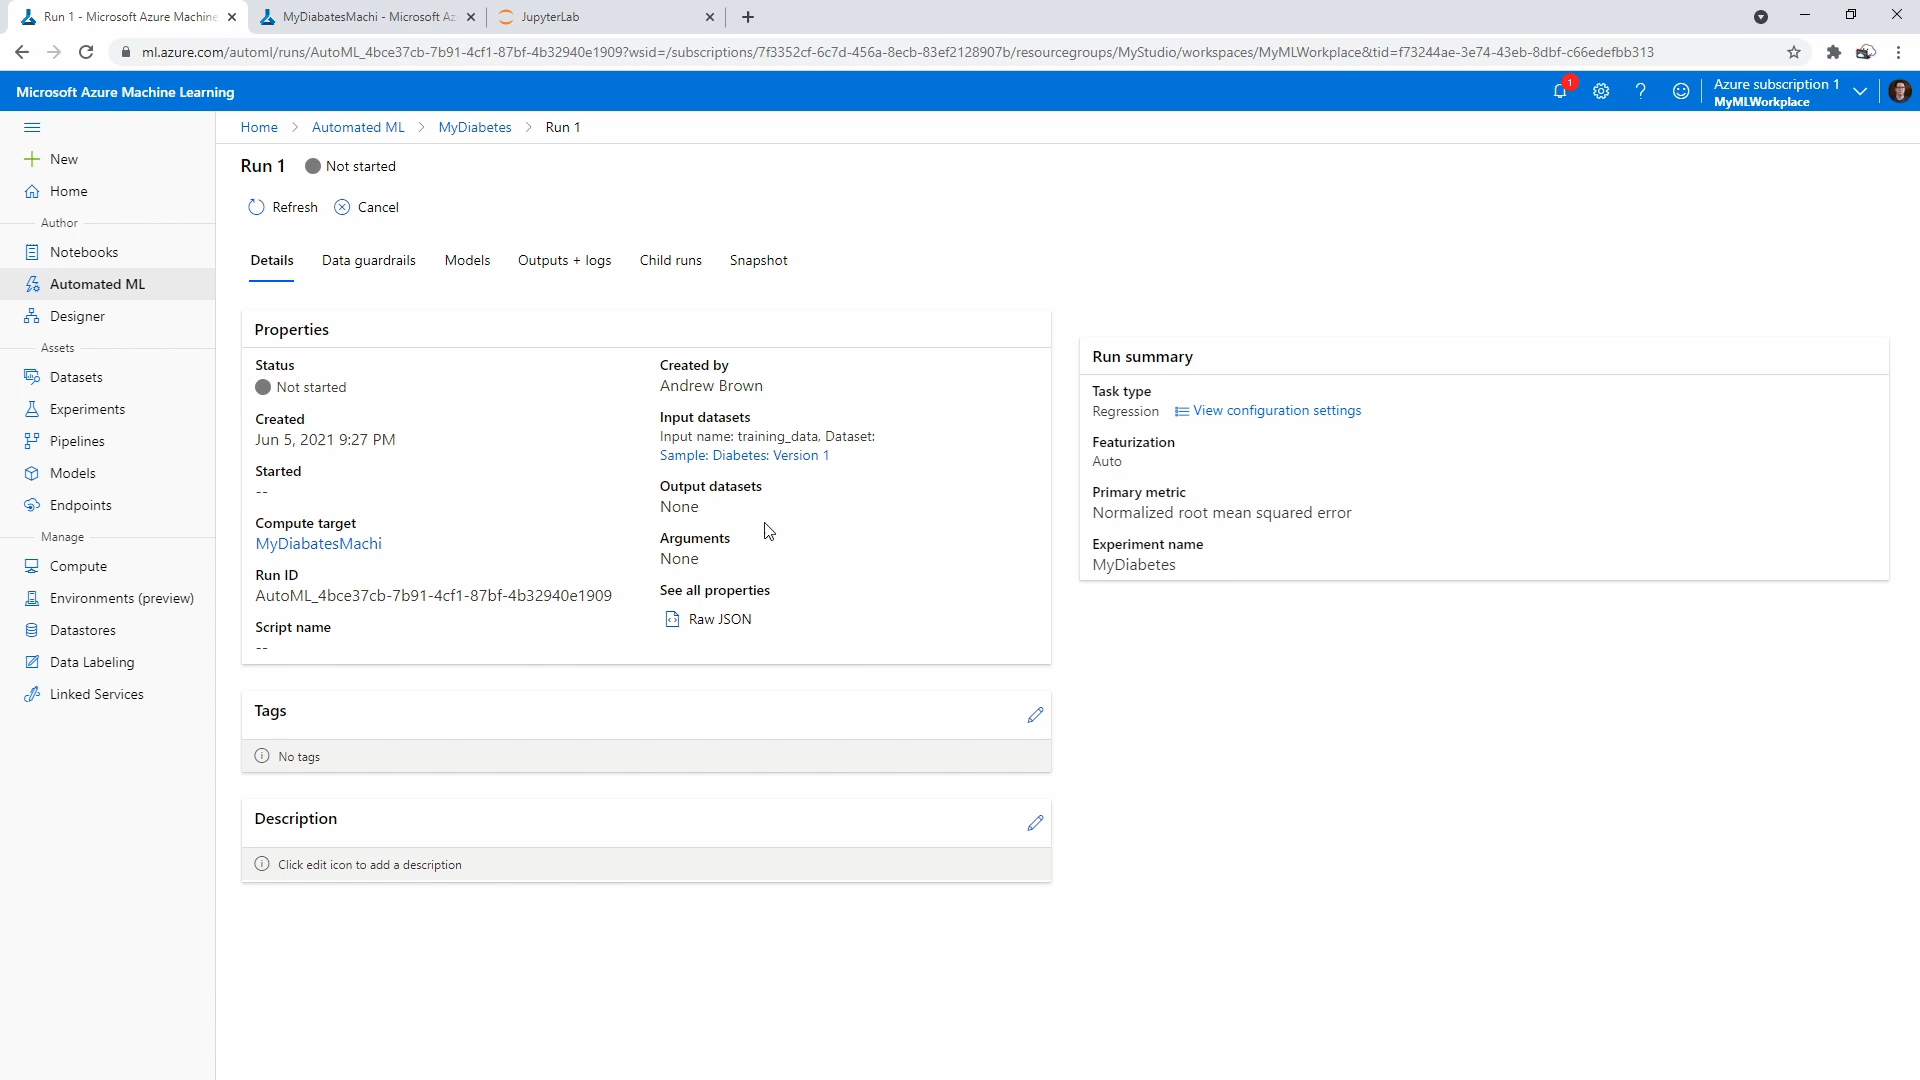 Run 1 - Microsoft Azure Machine
MyDiabetesMachi - Microsoft Az
JupyterLab
ml.azure.com/automl/runs/AutoML_4bce37cb-7b91-4cf1-87bf-4b32940e1909?wsid=/subscriptions/7f3352cf-6c7d-456a-8ecb-83ef2128907b/resourcegroups/MyStudio/workspaces/MyMLWorkplace&tid=f73244ae-3e74-43eb-8dbf-c66edefbb313
Microsoft Azure Machine Learning
1
Azure subscription 1
MyMLWorkplace
Home > Automated ML > MyDiabetes > Run 1
New
Home
Author
Notebooks
Automated ML
Designer
Assets
Datasets
Experiments
Pipelines
Models
Endpoints
Manage
Compute
Environments (preview)
Datastores
Data Labeling
Linked Services
Run 1 Not started
Refresh Cancel
Details Data guardrails Models Outputs + logs Child runs Snapshot
Properties
Status
Not started
Created
Jun 5, 2021 9:27 PM
Started
--
Compute target
MyDiabatesMachi
Run ID
AutoML_4bce37cb-7b91-4cf1-87bf-4b32940e1909
Script name
--
Created by
Andrew Brown
Input datasets
Input name: training_data, Dataset:
Sample: Diabetes: Version 1
Output datasets
None
Arguments
None
See all properties
Raw JSON
Run summary
Task type
Regression View configuration settings
Featurization
Auto
Primary metric
Normalized root mean squared error
Experiment name
MyDiabetes
Tags
No tags
Description
Click edit icon to add a description